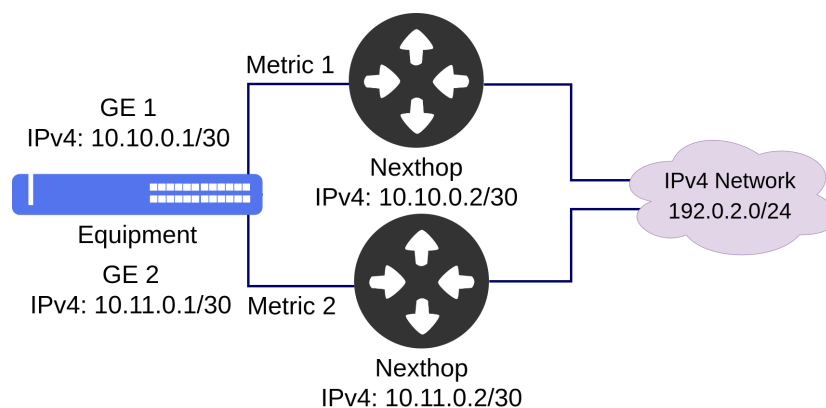 Metric 1
GE 1
IPv4: 10.10.0.1/30
Nexthop
IPv4: 10.10.0.2/30
IPv4 Network
192.0.2.0/24
Equipment
GE 2
IPv4: 10.11.0.1/30
Metric 2
Nexthop
IPv4: 10.11.0.2/30